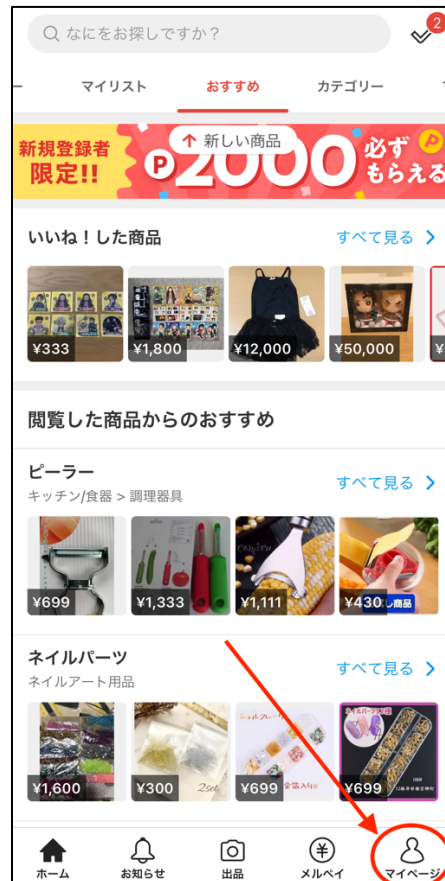 なにをお探しですか？
2
マイリスト
おすすめ
カテゴリー
新規登録者
限定!!
↑ 新しい商品
P2000
必ず
もらえる
いいね！した商品
すべて見る
¥333
¥1,800
¥12,000
¥50,000
閲覧した商品からのおすすめ
ピーラー
すべて見る
キッチン/食器 > 調理器具
¥699
¥1,333
¥1,111
¥430
ネイルパーツ
すべて見る
ネイルアート用品
¥1,600
¥300
¥699
¥699
ホーム
お知らせ
出品
メルペイ
マイページ